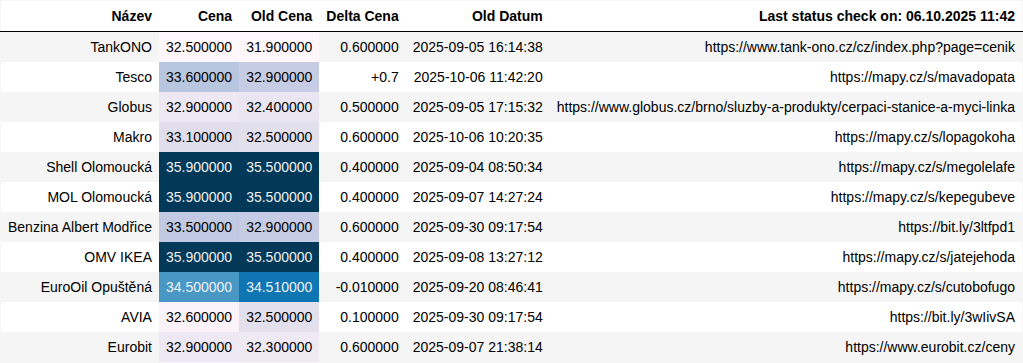 Název Cena Old Cena Delta Cena Old Datum Last status check on: 06.10.2025 11:42
TankONO 32.500000 31.900000 0.600000 2025-09-05 16:14:38 https://www.tank-ono.cz/cz/index.php?page=cenik
Tesco 33.600000 32.900000 +0.7 2025-10-06 11:42:20 https://mapy.cz/s/mavadopata
Globus 32.900000 32.400000 0.500000 2025-09-05 17:15:32 https://www.globus.cz/brno/sluzby-a-produkty/cerpaci-stanice-a-myci-linka
Makro 33.100000 32.500000 0.600000 2025-10-06 10:20:35 https://mapy.cz/s/lopagokoha
Shell Olomoucká 35.900000 35.500000 0.400000 2025-09-04 08:50:34 https://mapy.cz/s/megolelafe
MOL Olomoucká 35.900000 35.500000 0.400000 2025-09-07 14:27:24 https://mapy.cz/s/kepegubeve
Benzina Albert Modřice 33.500000 32.900000 0.600000 2025-09-30 09:17:54 https://bit.ly/3ltfpd1
OMV IKEA 35.900000 35.500000 0.400000 2025-09-08 13:27:12 https://mapy.cz/s/jatejehoda
EuroOil Opuštěná 34.500000 34.510000 -0.010000 2025-09-20 08:46:41 https://mapy.cz/s/cutobofugo
AVIA 32.600000 32.500000 0.100000 2025-09-30 09:17:54 https://bit.ly/3wIivSA
Eurobit 32.900000 32.300000 0.600000 2025-09-07 21:38:14 https://www.eurobit.cz/ceny